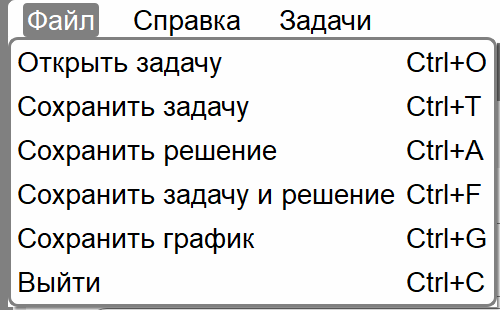 Файл Справка Задачи
Открыть задачу Ctrl+O
Сохранить задачу Ctrl+T
Сохранить решение Ctrl+A
Сохранить задачу и решение Ctrl+F
Сохранить график Ctrl+G
Выйти Ctrl+C